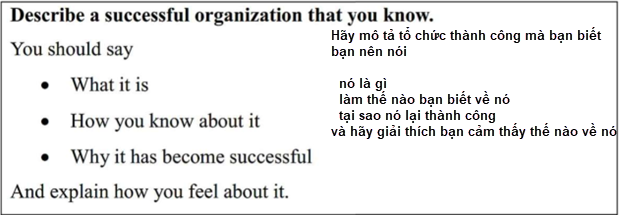 Describe a successful organization that you know.
You should say
• What it is
• How you know about it
• Why it has become successful
And explain how you feel about it.
Hãy mô tả tổ chức thành công mà bạn biết
bạn nên nói
nó là gì
làm thế nào bạn biết về nó
tại sao nó lại thành công
và hãy giải thích bạn cảm thấy thế nào về nó